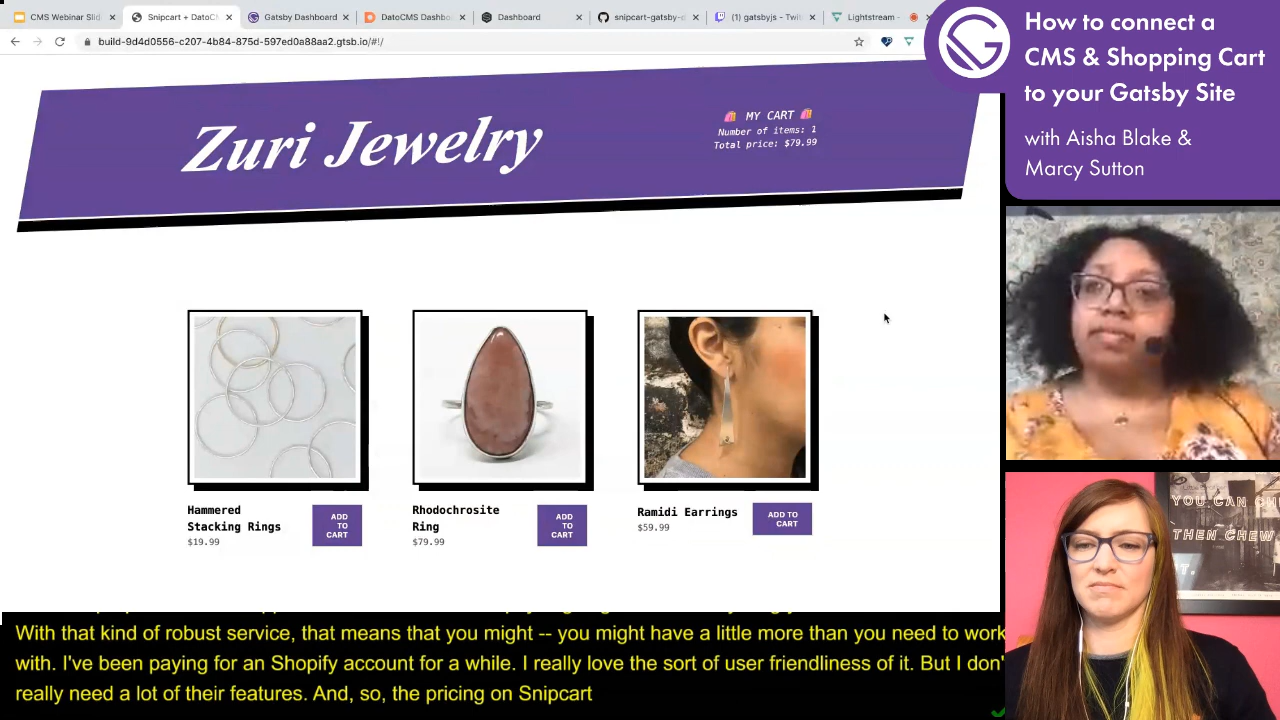 CMS Webinar Slid
Snipcart + DatoC
Gatsby Dashboard
DatoCMS Dashbo
Dashboard
snipcart-gatsby-c
(1) gatsbyjs - Twit
Lightstream -
build-9d4d0556-c207-4b84-875d-597ed0a88aa2.gtsb.io/#!/
How to connect a
CMS & Shopping Cart
to your Gatsby Site
with Aisha Blake &
Marcy Sutton
Zuri Jewelry
MY CART
Number of items: 1
Total price: $79.99
Hammered
Stacking Rings
$19.99
ADD
TO
CART
Rhodochrosite
Ring
$79.99
ADD
TO
CART
Ramidi Earrings
$59.99
ADD TO
CART
YOU CAN
THEN CHEW
With that kind of robust service, that means that you might -- you might have a little more than you need to work
with. I've been paying for an Shopify account for a while. I really love the sort of user friendliness of it. But I don'
really need a lot of their features. And, so, the pricing on Snipcart